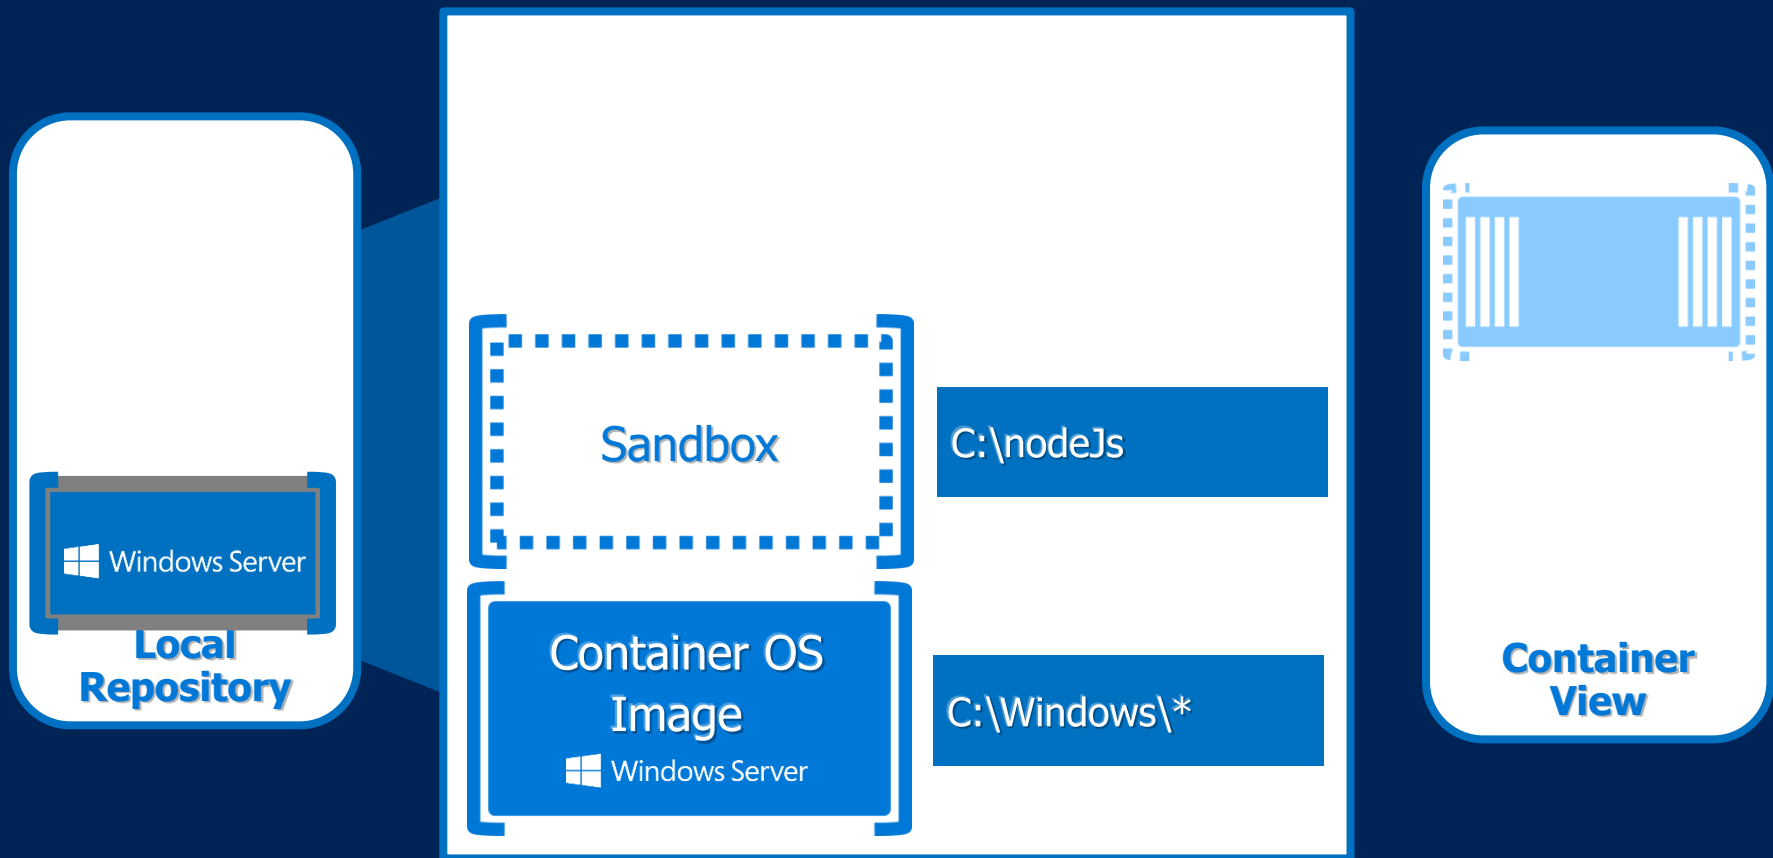 Windows Server
Local
Repository
Sandbox
C:\nodeJs
Container OS
Image
Windows Server
C:\Windows\*
Container
View